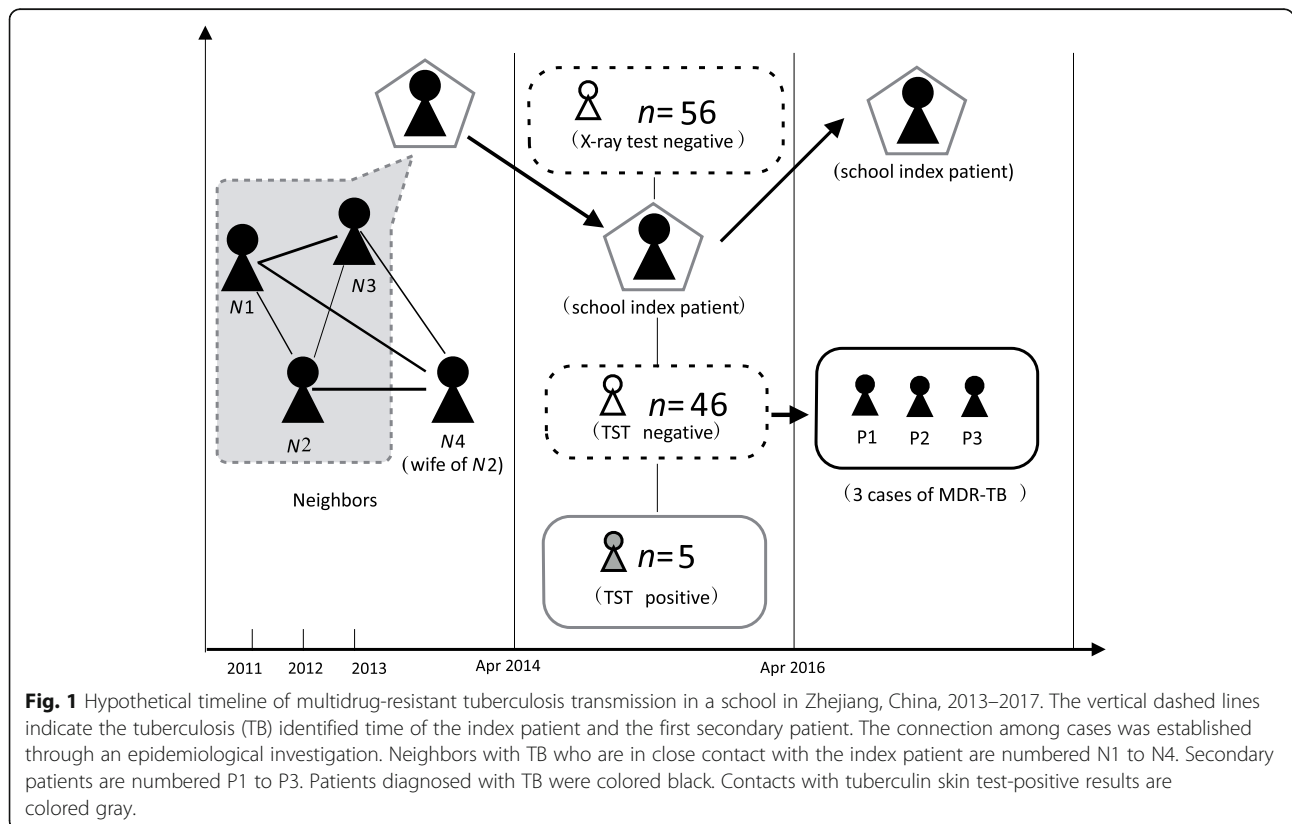 n=56
(X-ray test negative)
(school index patient)
N1
N3
(school index patient)
N2
N4
(wife of N2)
n=46
(TST negative)
P1 P2 P3
Neighbors
(3 cases of MDR-TB )
n=5
(TST positive)
2011 2012 2013 Apr 2014 Apr 2016
Fig. 1 Hypothetical timeline of multidrug-resistant tuberculosis transmission in a school in Zhejiang, China, 2013–2017. The vertical dashed lines
indicate the tuberculosis (TB) identified time of the index patient and the first secondary patient. The connection among cases was established
through an epidemiological investigation. Neighbors with TB who are in close contact with the index patient are numbered N1 to N4. Secondary
patients are numbered P1 to P3. Patients diagnosed with TB were colored black. Contacts with tuberculin skin test-positive results are
colored gray.